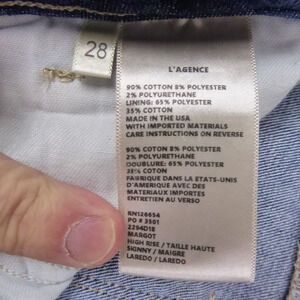 28
L'AGENCE
90% COTTON 8% POLYESTER
2% POLYURETHANE
LINING: 65% POLYESTER
35% COTTON
MADE IN THE USA
WITH IMPORTED MATERIALS
CARE INSTRUCTIONS ON REVERSE
90% COTTON 8% POLYESTER
2% POLYURETHANE
DOUBLURE: 65% POLYESTER
35% COTTON
FABRIQUE DANS LA ETATS-UNIS
D'AMERIQUE AVEC DES
MATERIAUX IMPORTES
ENTRETIEN AU VERSO
RN126654
PO # 3501
2294D18
MARGOT
HIGH RISE / TAILLE HAUTE
SKINNY / MAIGRE
LAREDO / LAREDO